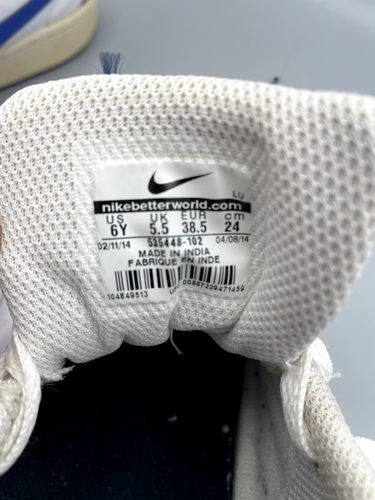 LU
nikebetterworld.com
US UK EUR cm
6Y 5.5 38.5 24
02/11/14 535448-102 04/08/14
MADE IN INDIA
FABRIQUE EN INDE
104849513 00887229471459